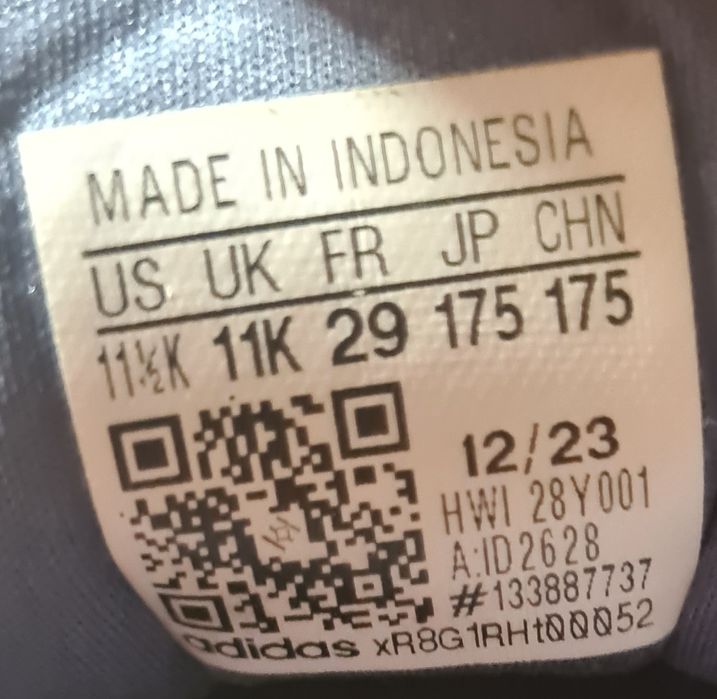 MADE IN INDONESIA
US UK FR JP CHN
11½K 11K 29 175 175
12/23
HWI 28Y001
A:ID2628
#133887737
adidas xR8G1RHt00052